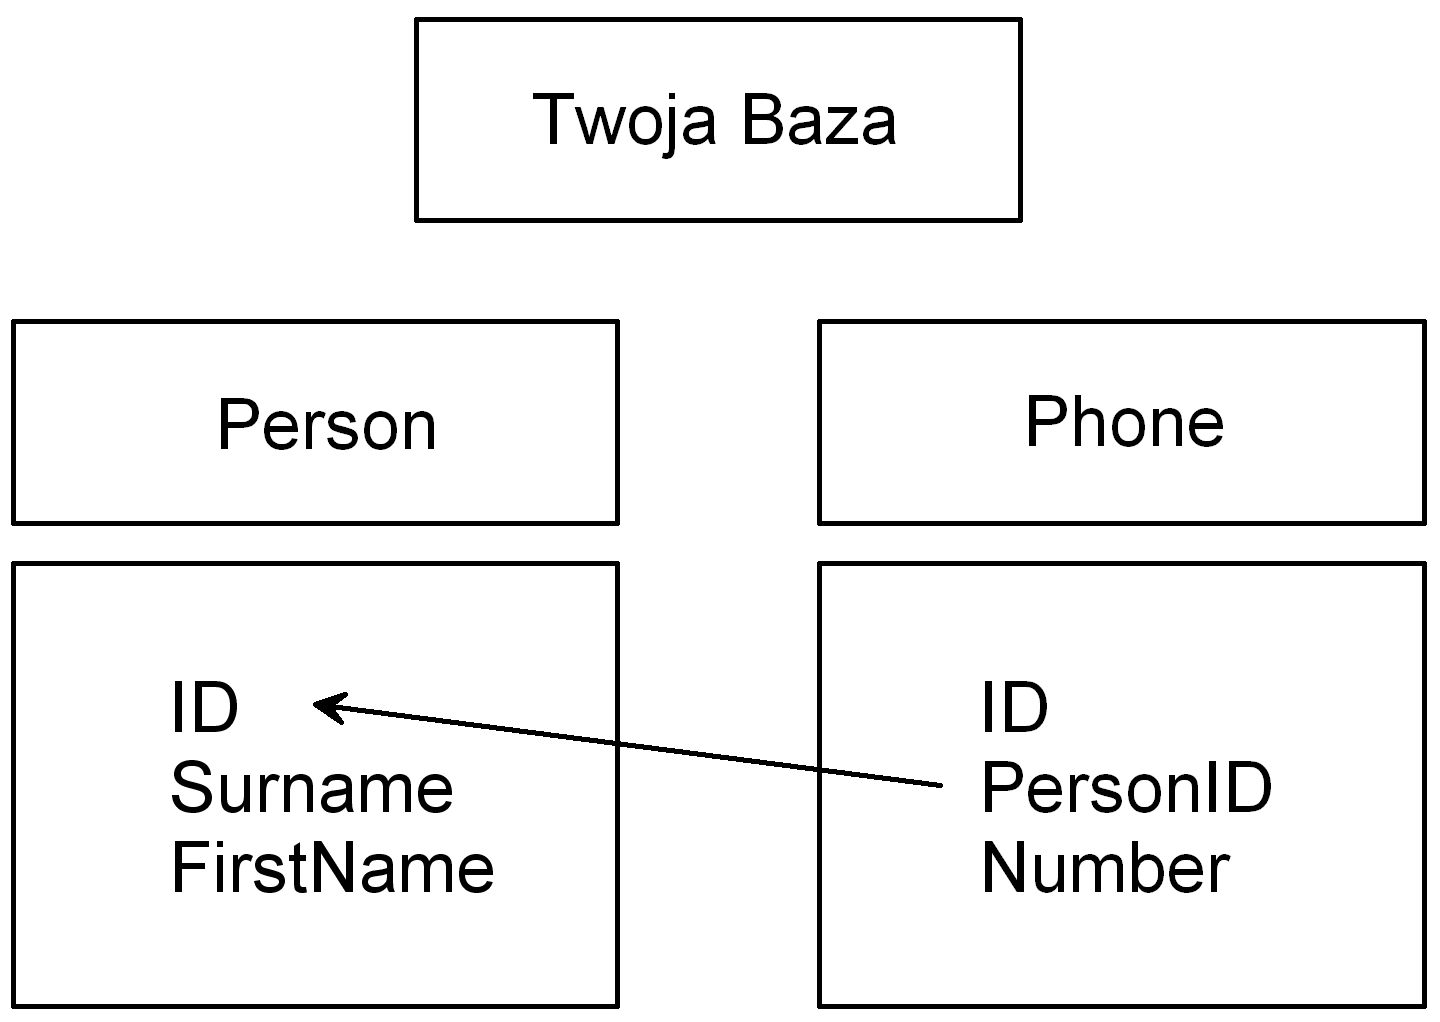 Twoja Baza
Person
Phone
ID
Surname
FirstName
ID
PersonID
Number